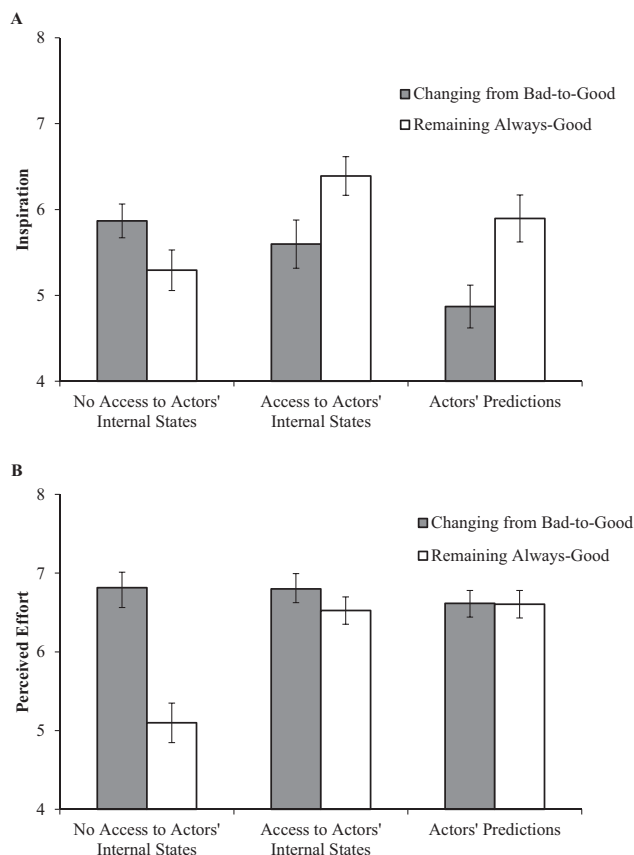 A
8
7
6
5
4
Inspiration
Changing from Bad-to-Good
Remaining Always-Good
No Access to Actors'
Internal States
Access to Actors'
Internal States
Actors' Predictions
B
8
7
6
5
4
Perceived Effort
Changing from Bad-to-Good
Remaining Always-Good
No Access to Actors'
Internal States
Access to Actors'
Internal States
Actors' Predictions